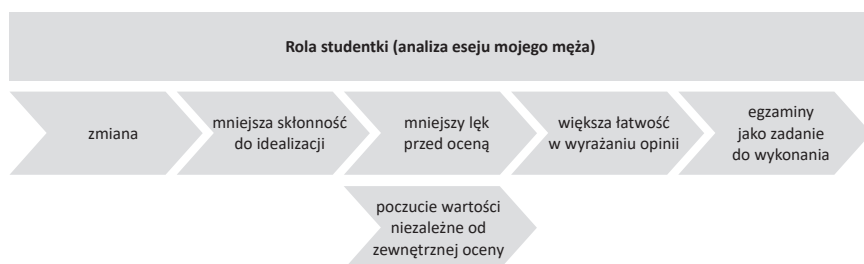 Rola studentki (analiza eseju mojego męża)
zmiana
mniejsza skłonność
do idealizacji
mniejszy lęk
przed oceną
większa łatwość
w wyrażaniu opinii
egzaminy
jako zadanie
do wykonania
poczucie wartości
niezależne od
zewnętrznej oceny